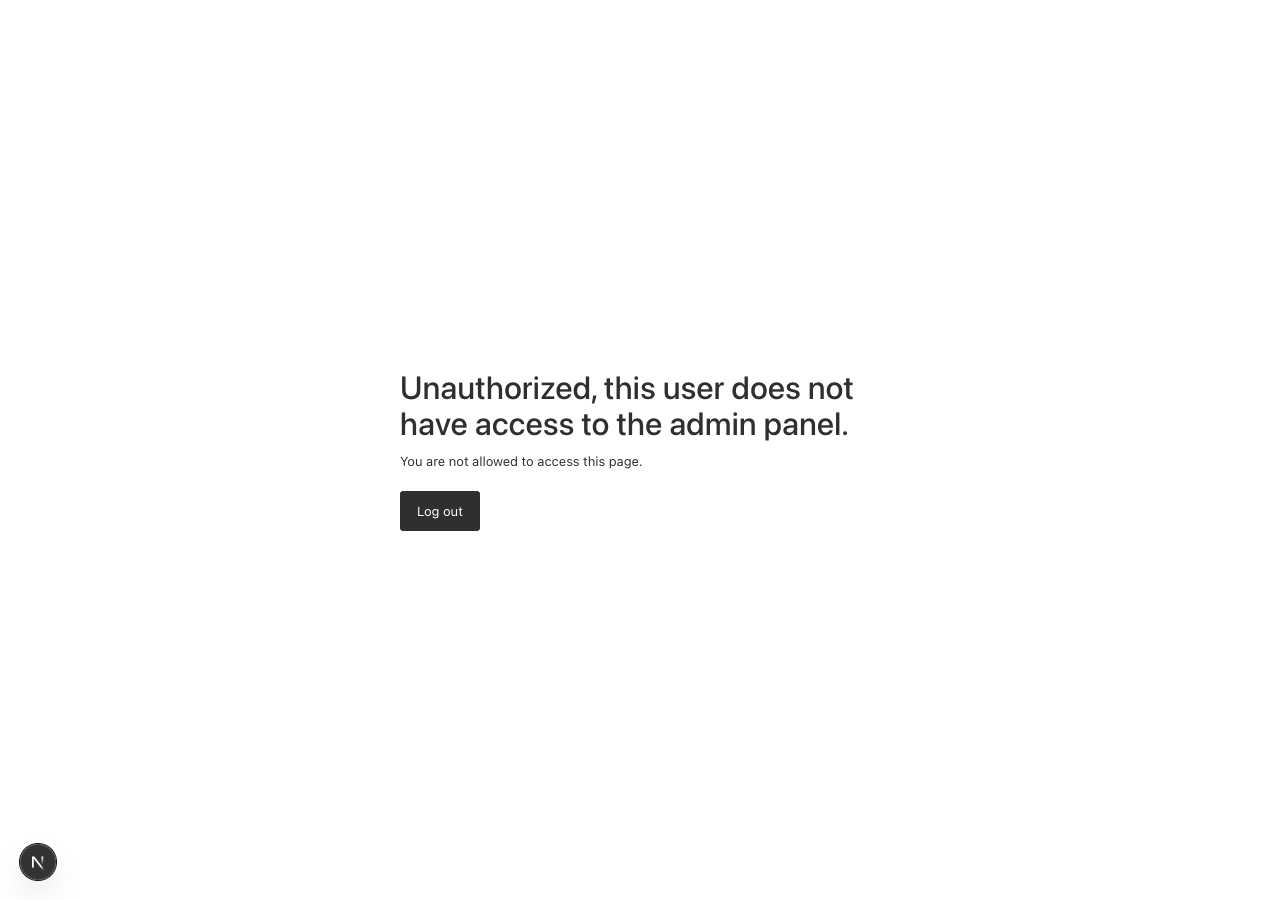 Unauthorized, this user does not
have access to the admin panel.
You are not allowed to access this page.
Log out
N